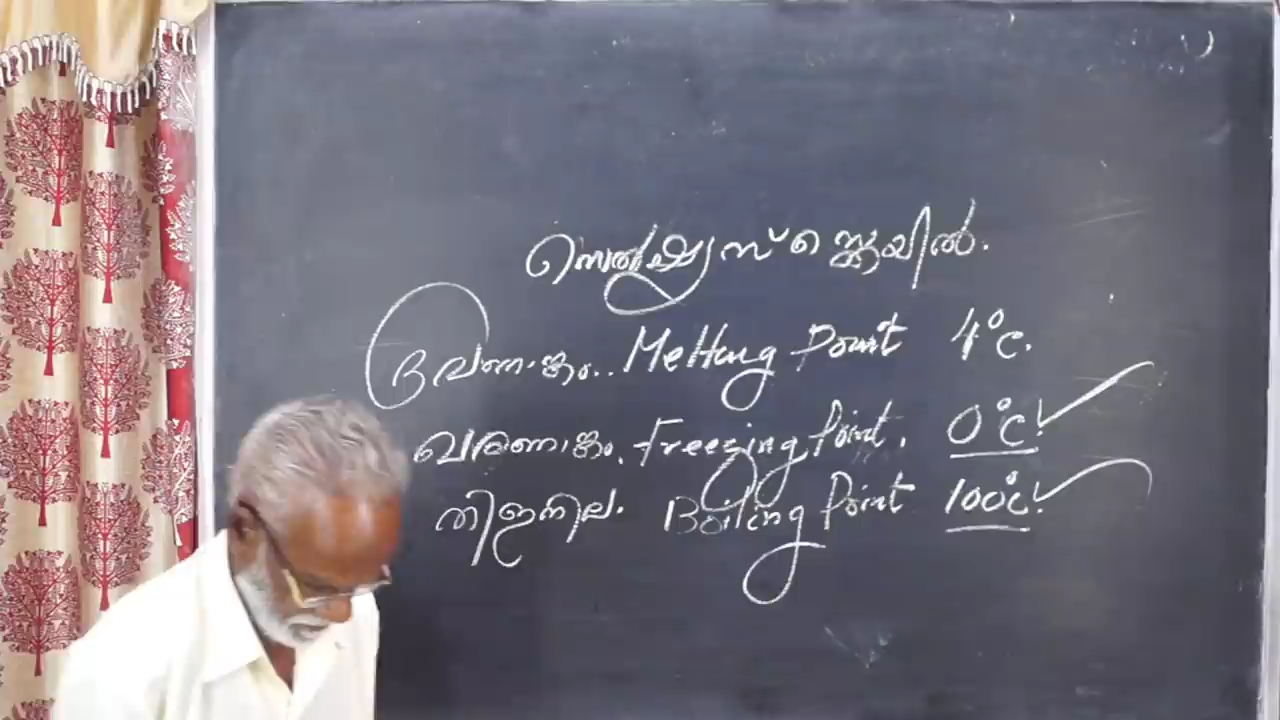 സെൽഷ്യസ് സ്കെയിൽ.
ദ്രവണാങ്കം.. Melting Point 4°C.
ഖരണാങ്കം. Freezing Point. 0°C.
തിളനില. Boiling Point 100°C.